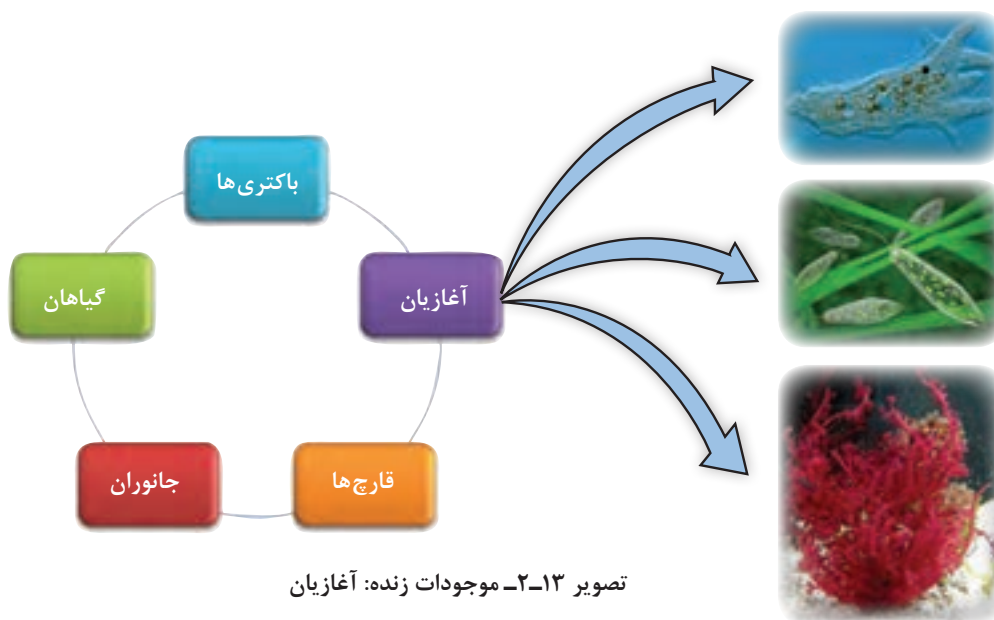 باکتری‌ها
آغازیان
گیاهان
قارچ‌ها
جانوران
تصویر ۱۳ـ۲ـ موجودات زنده: آغازیان